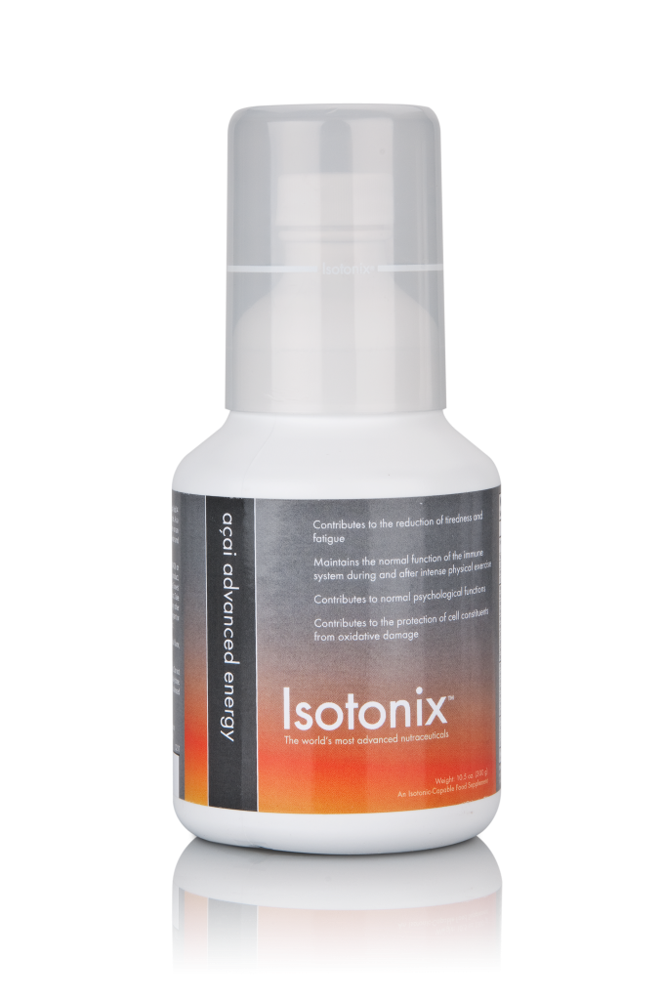 Isotonix
açai advanced energy
Contributes to the reduction of tiredness and
fatigue
Maintains the normal function of the immune
system during and after intense physical exercise
Contributes to normal psychological functions
Contributes to the protection of cell constituents
from oxidative damage
Isotonix™
The world's most advanced nutraceuticals
Weight: 10.5 oz. (300 g)
An Isotonic-Capable Food Supplement